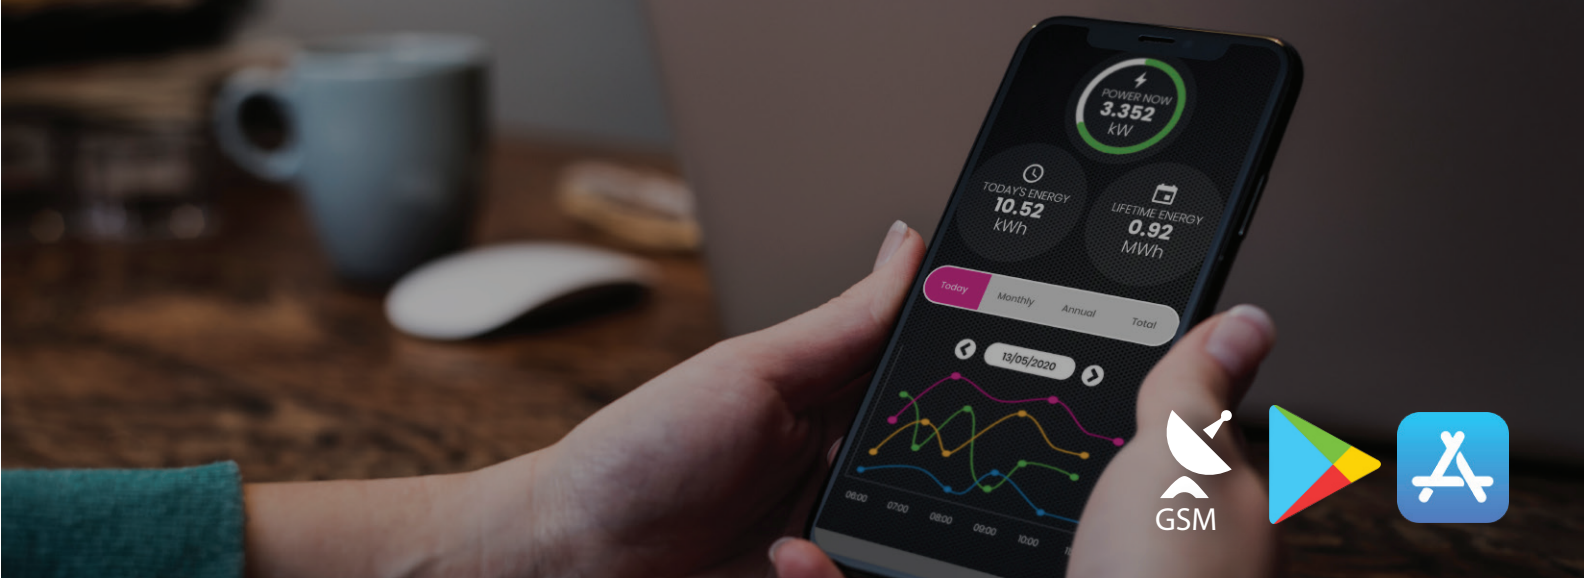 POWER NOW
3.352
kW
TODAY'S ENERGY
10.52
kWh
LIFETIME ENERGY
0.92
MWh
Today Monthly Annual Total
13/05/2020
06:00 07:00 08:00 09:00 10:00
GSM